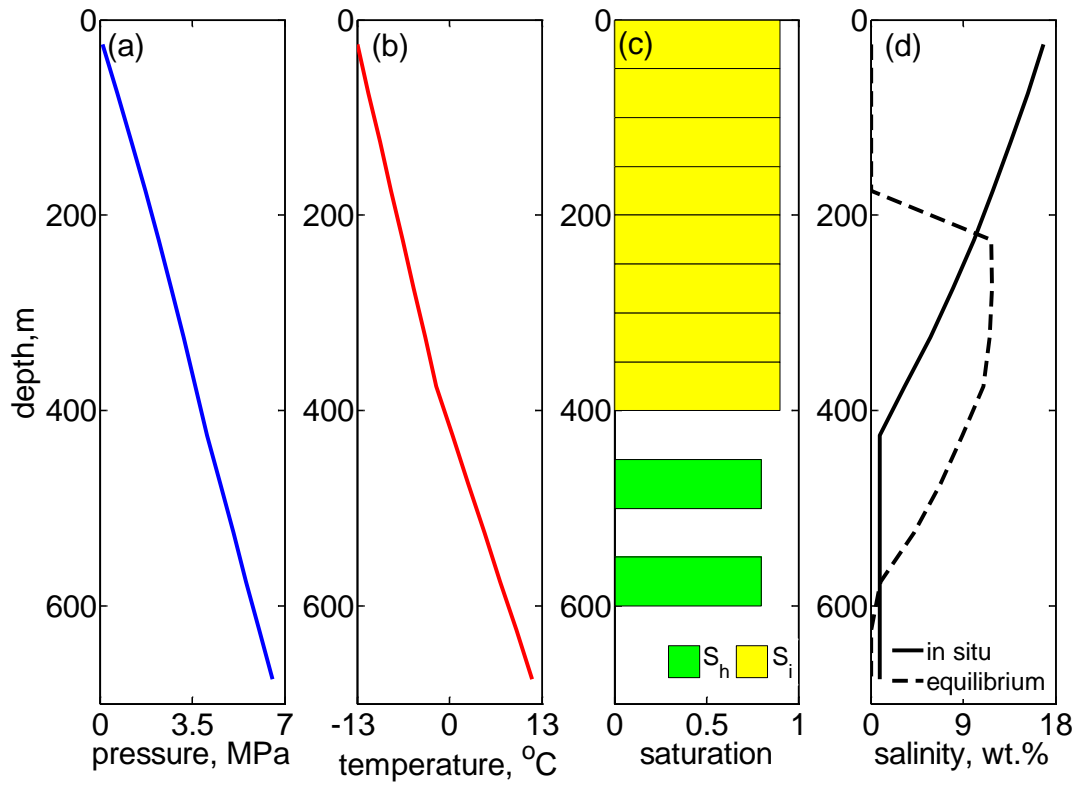 (a) (b) (c) (d)
0 0 0 0
200 200 200 200
400 400 400 400
600 600 600 600
depth,m
S_h S_i
in situ
equilibrium
0 3.5 7
-13 0 13
0 0.5 1
0 9 18
pressure, MPa
temperature, °C
saturation
salinity, wt.%